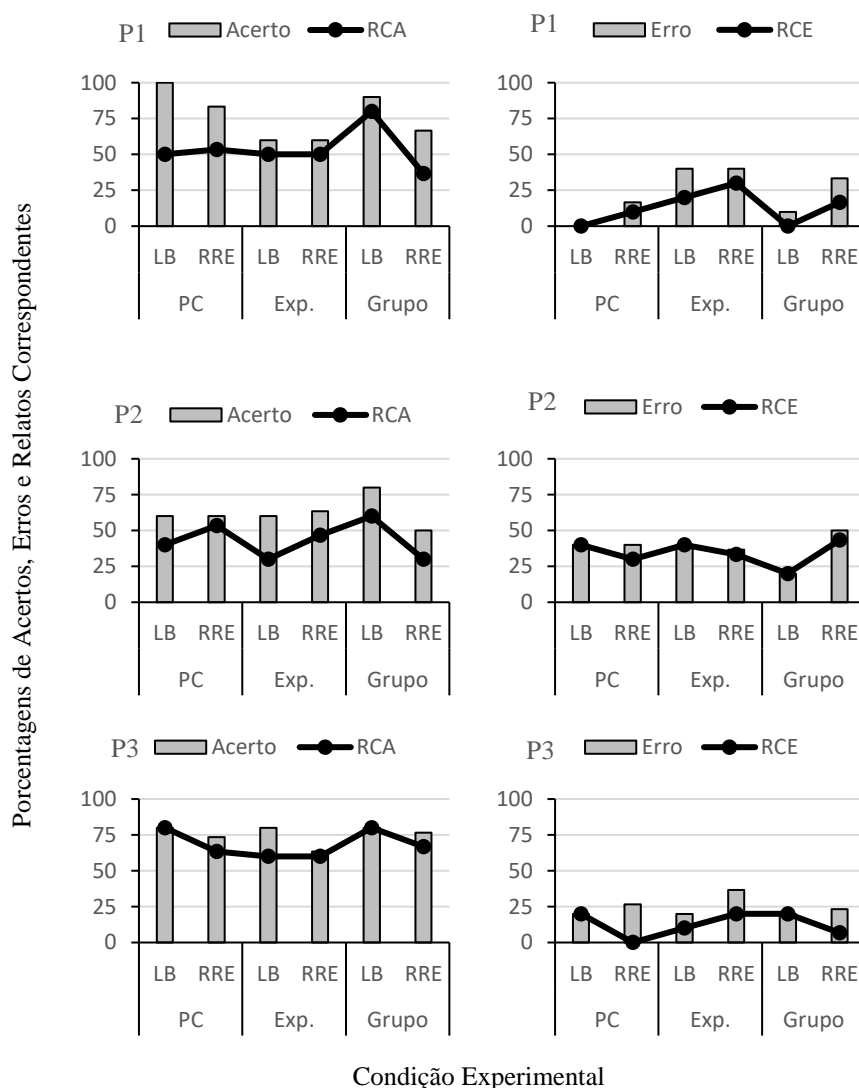 P1 Acerto RCA
P1 Erro RCE
Porcentagens de Acertos, Erros e Relatos Correspondentes
100
75
50
25
0
LB RRE LB RRE LB RRE
PC Exp. Grupo
100
75
50
25
0
LB RRE LB RRE LB RRE
PC Exp. Grupo
P2 Acerto RCA
P2 Erro RCE
100
75
50
25
0
LB RRE LB RRE LB RRE
PC Exp. Grupo
100
75
50
25
0
LB RRE LB RRE LB RRE
PC Exp. Grupo
P3 Acerto RCA
P3 Erro RCE
100
75
50
25
0
LB RRE LB RRE LB RRE
PC Exp. Grupo
100
75
50
25
0
LB RRE LB RRE LB RRE
PC Exp. Grupo
Condição Experimental